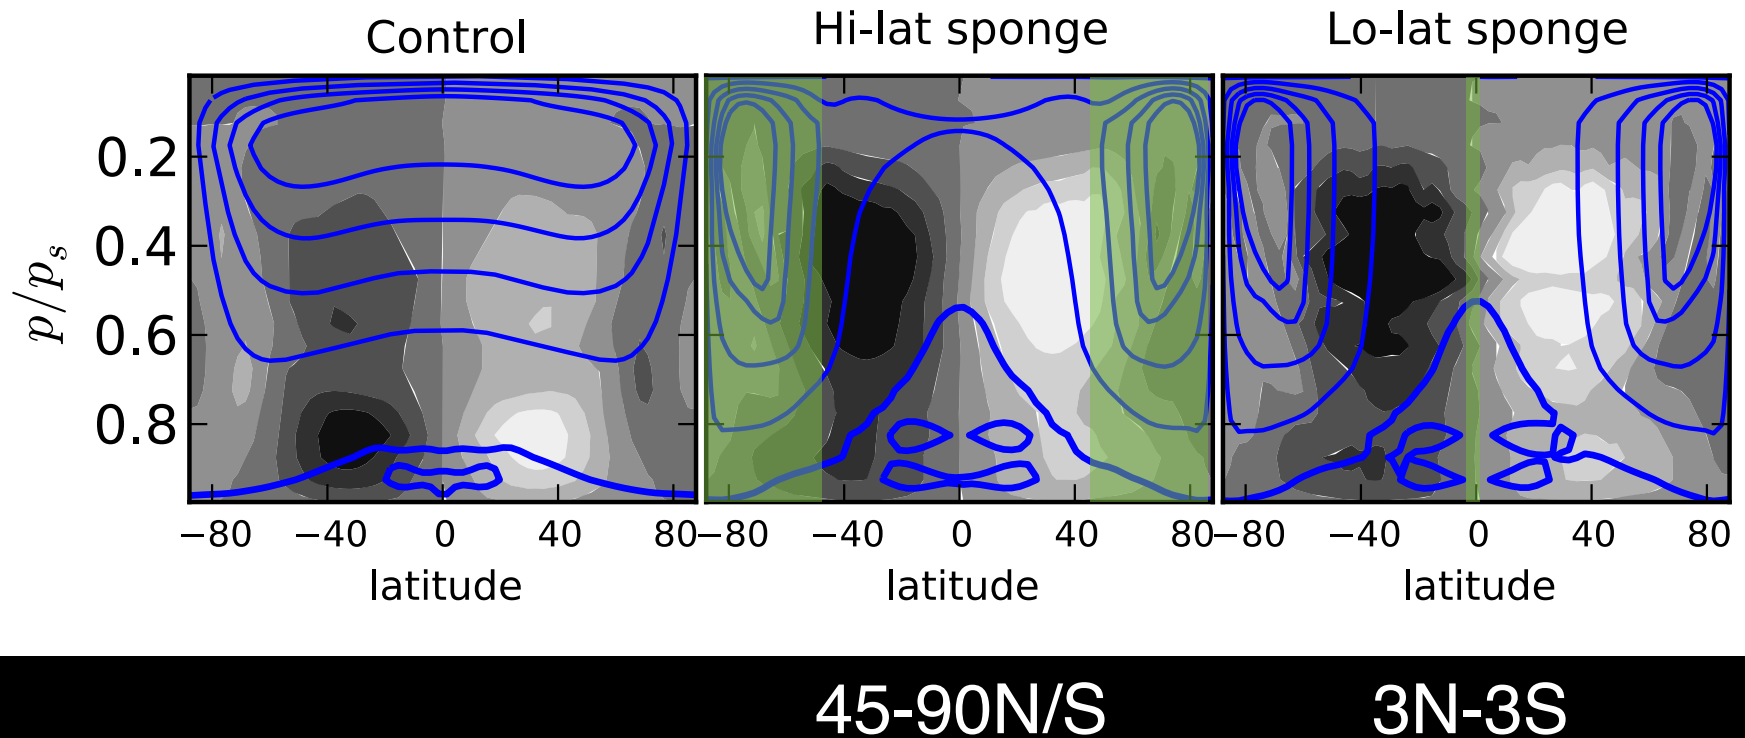 Control
Hi-lat sponge
Lo-lat sponge
p/p_s
0.2
0.4
0.6
0.8
−80 −40 0 40 80
−80 −40 0 40 80
−80 −40 0 40 80
latitude
latitude
latitude
45-90N/S
3N-3S